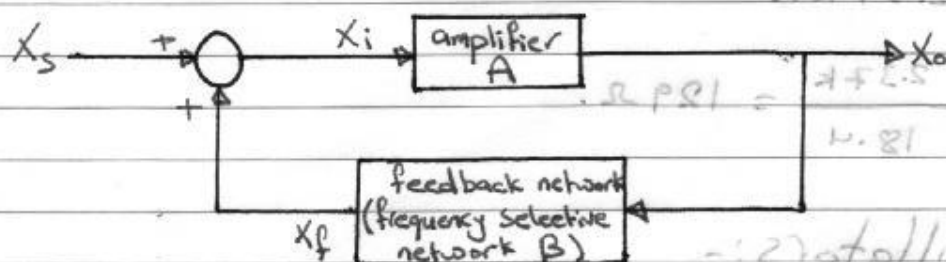 Xs
+
Xi
amplifier
A
Xo
+
Xf
feedback network
(frequency selective
network B)